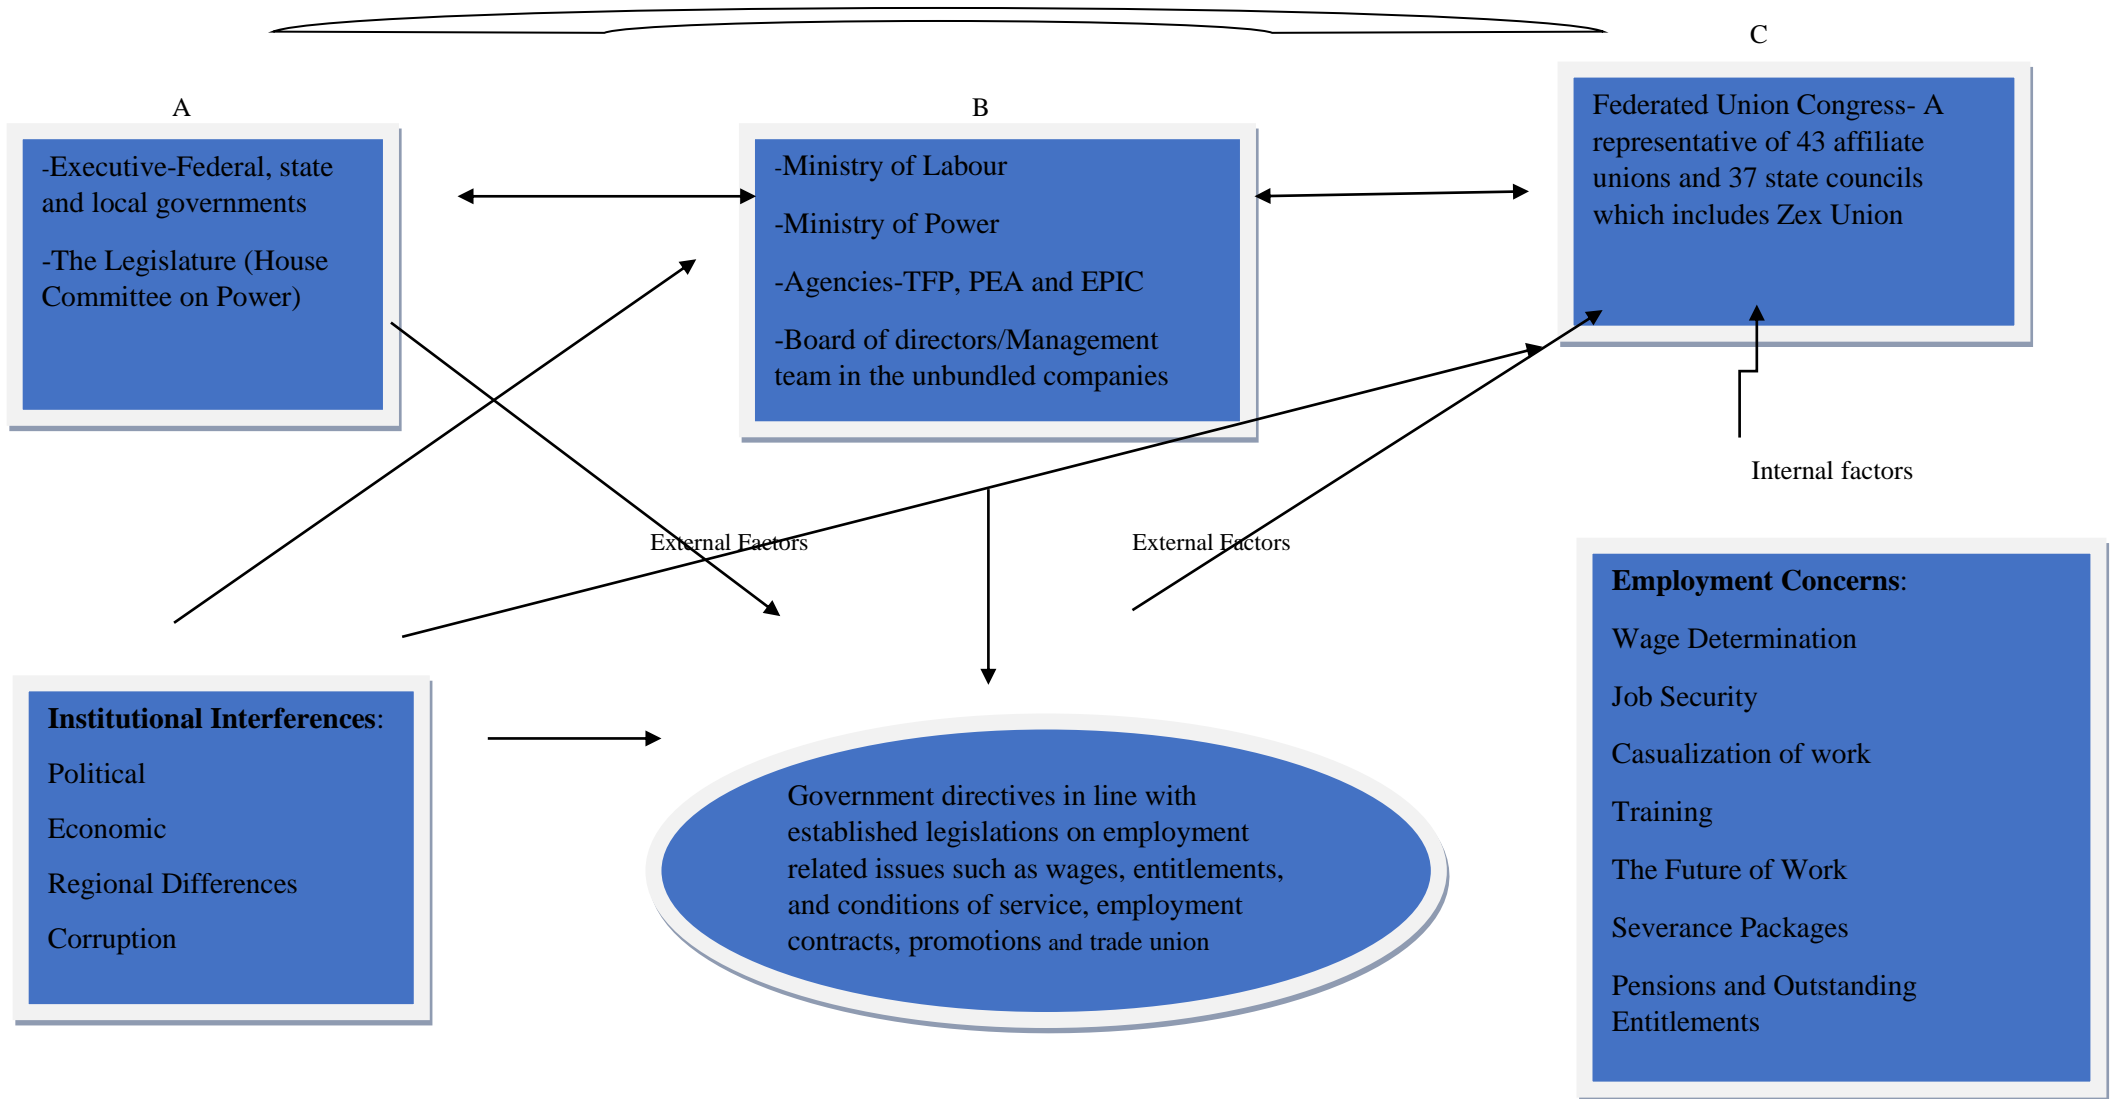 C
A
B
-Executive-Federal, state
and local governments
-The Legislature (House
Committee on Power)
-Ministry of Labour
-Ministry of Power
-Agencies-TFP, PEA and EPIC
-Board of directors/Management
team in the unbundled companies
Federated Union Congress- A
representative of 43 affiliate
unions and 37 state councils
which includes Zex Union
Internal factors
External Factors
External Factors
Institutional Interferences:
Political
Economic
Regional Differences
Corruption
Government directives in line with
established legislations on employment
related issues such as wages, entitlements,
and conditions of service, employment
contracts, promotions and trade union
Employment Concerns:
Wage Determination
Job Security
Casualization of work
Training
The Future of Work
Severance Packages
Pensions and Outstanding
Entitlements